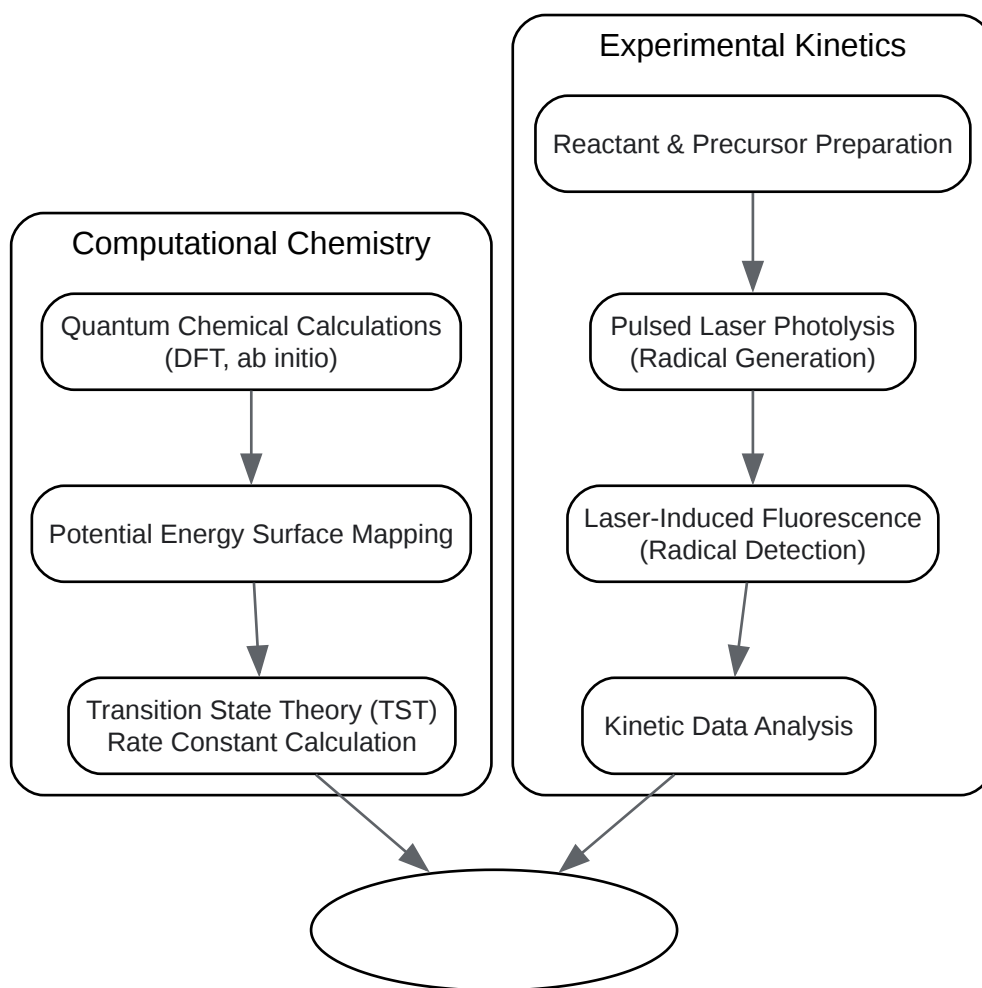 Computational Chemistry
Quantum Chemical Calculations
(DFT, ab initio)
Potential Energy Surface Mapping
Transition State Theory (TST)
Rate Constant Calculation
Experimental Kinetics
Reactant & Precursor Preparation
Pulsed Laser Photolysis
(Radical Generation)
Laser-Induced Fluorescence
(Radical Detection)
Kinetic Data Analysis